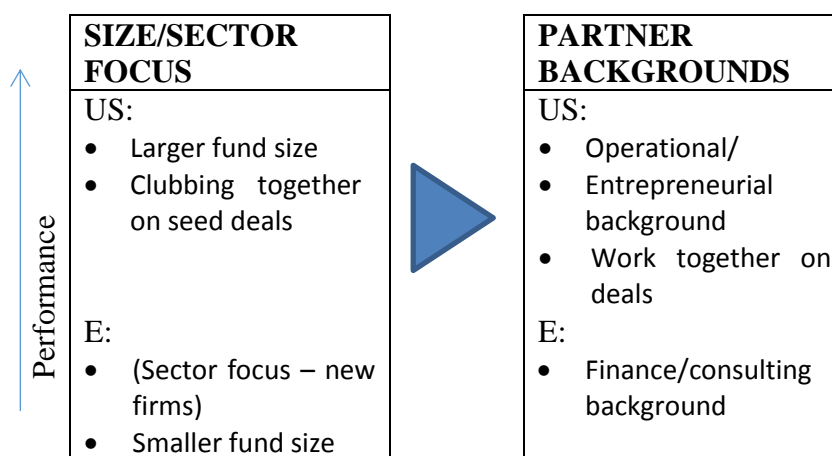 Performance
SIZE/SECTOR
FOCUS
US:
• Larger fund size
• Clubbing together
on seed deals
E:
• (Sector focus – new
firms)
• Smaller fund size
PARTNER
BACKGROUNDS
US:
• Operational/
• Entrepreneurial
background
• Work together on
deals
E:
• Finance/consulting
background